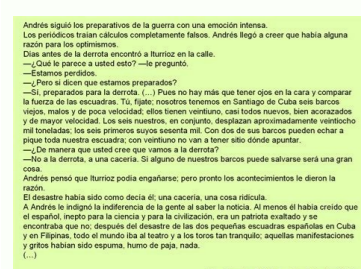 Andrés siguió los preparativos de la guerra con una emoción intensa.
Los periódicos traían cálculos completamente falsos. Andrés llegó a creer que había alguna
razón para los optimismos.
Días antes de la derrota encontró a Iturrioz en la calle.
—¿Qué le parece a usted esto? —le preguntó.
—Estamos perdidos.
—¿Pero si dicen que estamos preparados?
—Sí, preparados para la derrota. (…) Pues no hay más que tener ojos en la cara y comparar
la fuerza de las escuadras. Tú, fíjate; nosotros tenemos en Santiago de Cuba seis barcos
viejos, malos y de poca velocidad; ellos tienen veintiuno, casi todos nuevos, bien acorazados
y de mayor velocidad. Los seis nuestros, en conjunto, desplazan aproximadamente veintiocho
mil toneladas; los seis primeros suyos sesenta mil. Con dos de sus barcos pueden echar a
pique toda nuestra escuadra; con veintiuno no van a tener sitio dónde apuntar.
—¿De manera que usted cree que vamos a la derrota?
—No a la derrota, a una cacería. Si alguno de nuestros barcos puede salvarse será una gran
cosa.
Andrés pensó que Iturrioz podía engañarse; pero pronto los acontecimientos le dieron la
razón.
El desastre había sido como decía él; una cacería, una cosa ridícula.
A Andrés le indignó la indiferencia de la gente al saber la noticia. Al menos él había creído que
el español, inepto para la ciencia y para la civilización, era un patriota exaltado y se
encontraba que no; después del desastre de las dos pequeñas escuadras españolas en Cuba
y en Filipinas, todo el mundo iba al teatro y a los toros tan tranquilo; aquellas manifestaciones
y gritos habían sido espuma, humo de paja, nada.
(…)